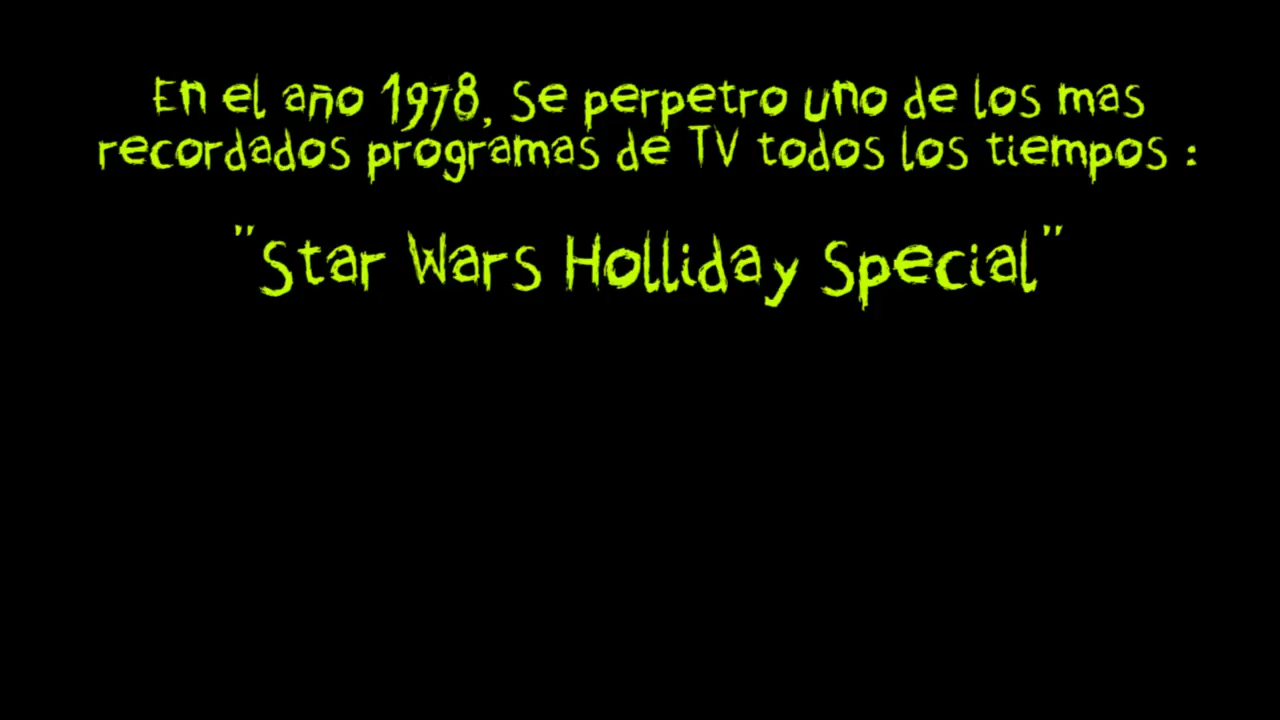 En el año 1978, Se perpetro uno de los mas
recordados programas de TV todos los tiempos :
"Star Wars Holliday Special"